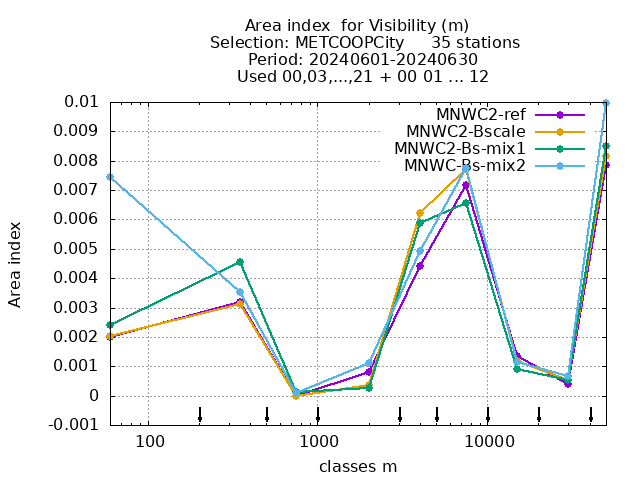 Area index  for Visibility (m)
Selection: METCOOPCity     35 stations
Period: 20240601-20240630
Used 00,03,...,21 + 00 01 ... 12
MNWC2-ref
MNWC2-Bscale
MNWC2-Bs-mix1
MNWC-Bs-mix2
0.01
0.009
0.008
0.007
0.006
0.005
0.004
0.003
0.002
0.001
0
-0.001
Area index
100 1000 10000
classes m